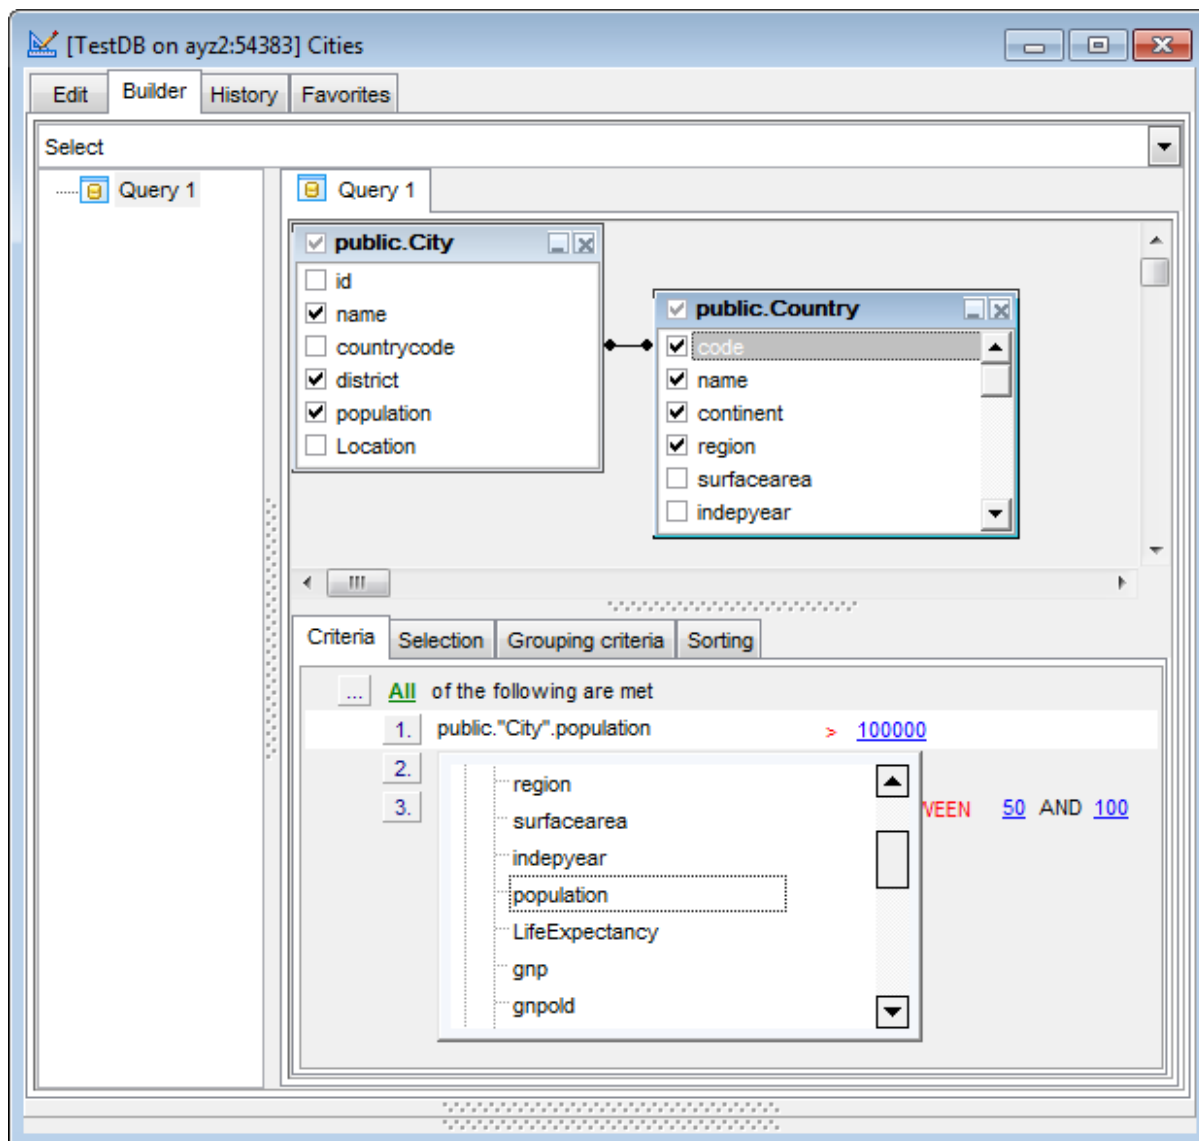 [TestDB on ayz2:54383] Cities
Edit Builder History Favorites
Select
Query 1
Query 1
public.City
id
name
countrycode
district
population
Location
public.Country
code
name
continent
region
surfacearea
indepyear
Criteria Selection Grouping criteria Sorting
... All of the following are met
1. public."City".population > 100000
2.
3. WEEN 50 AND 100
region
surfacearea
indepyear
population
LifeExpectancy
gnp
gnpold